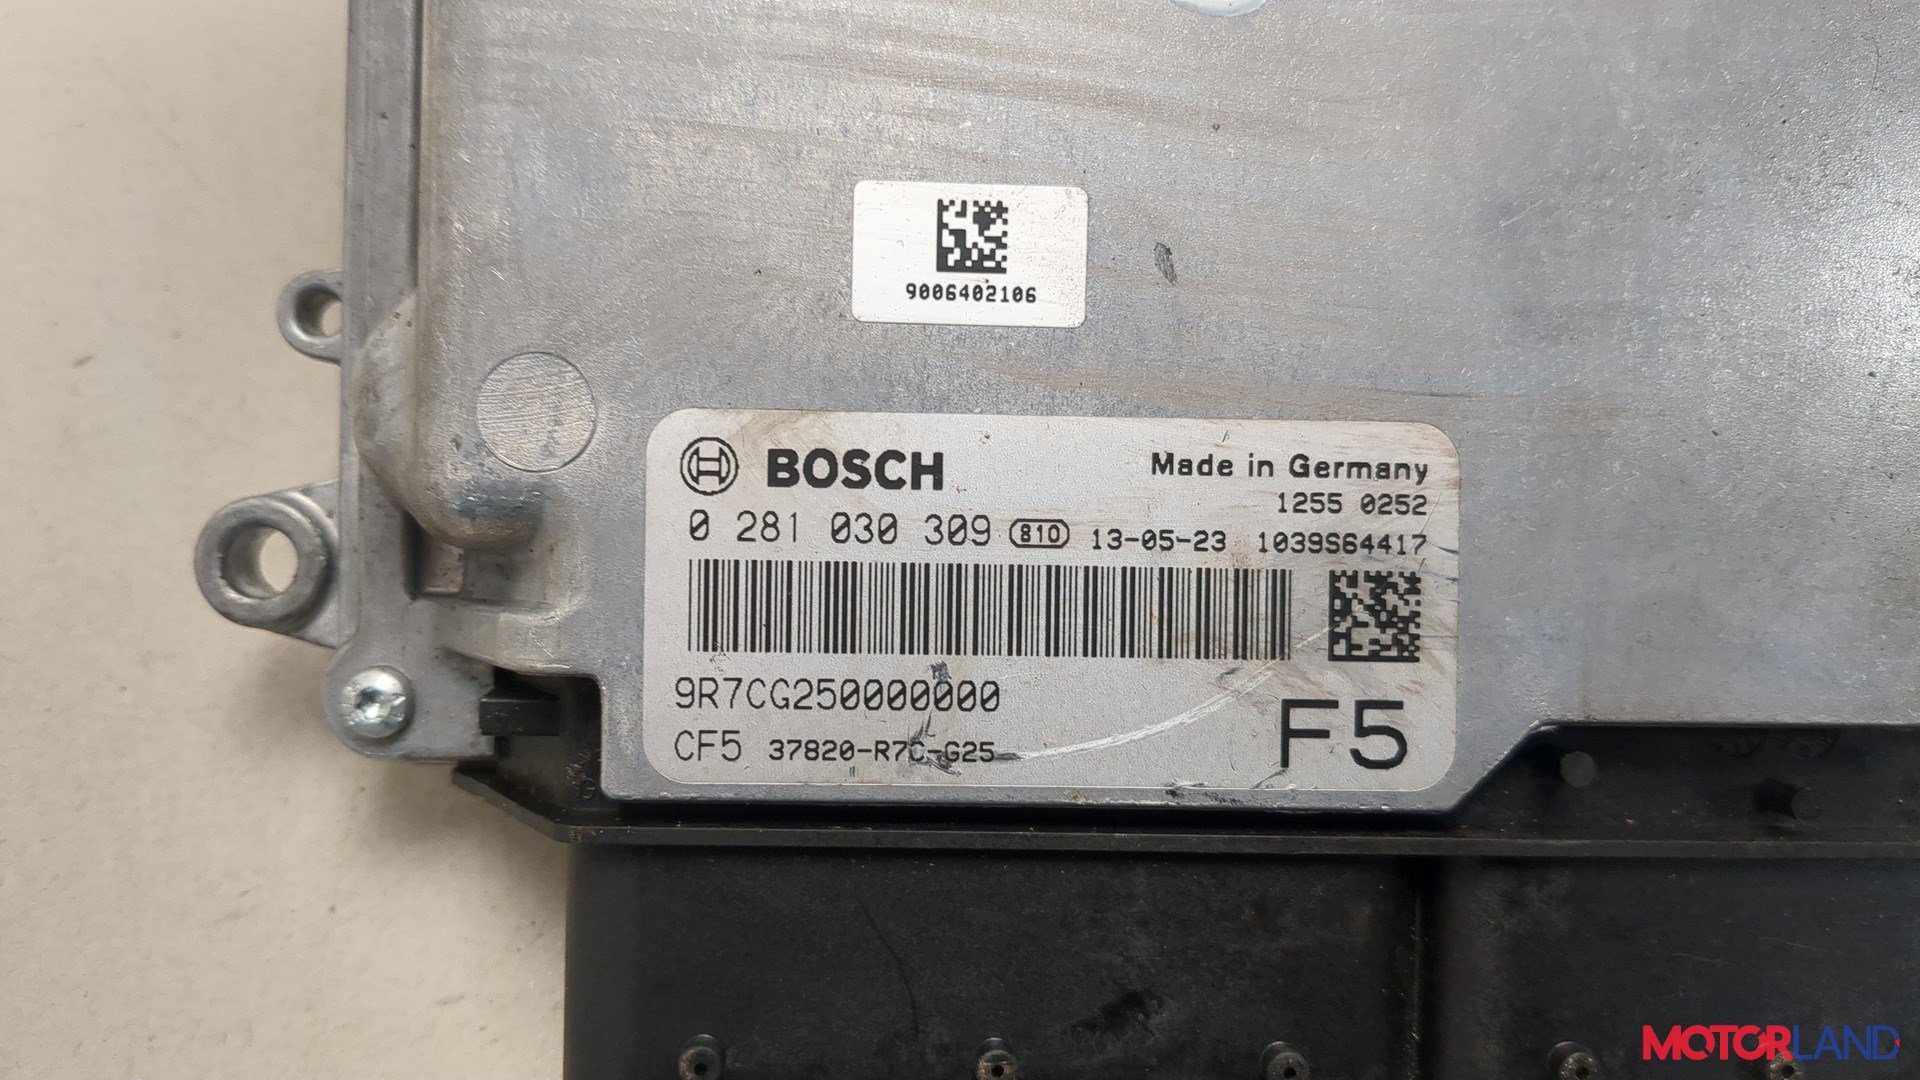 9006402106
BOSCH
Made in Germany
1255 0252
0 281 030 309 810 13-05-23 1039S64417
9R7CG250000000
CF5 37820-R7C-G25
F5
MOTORLAND